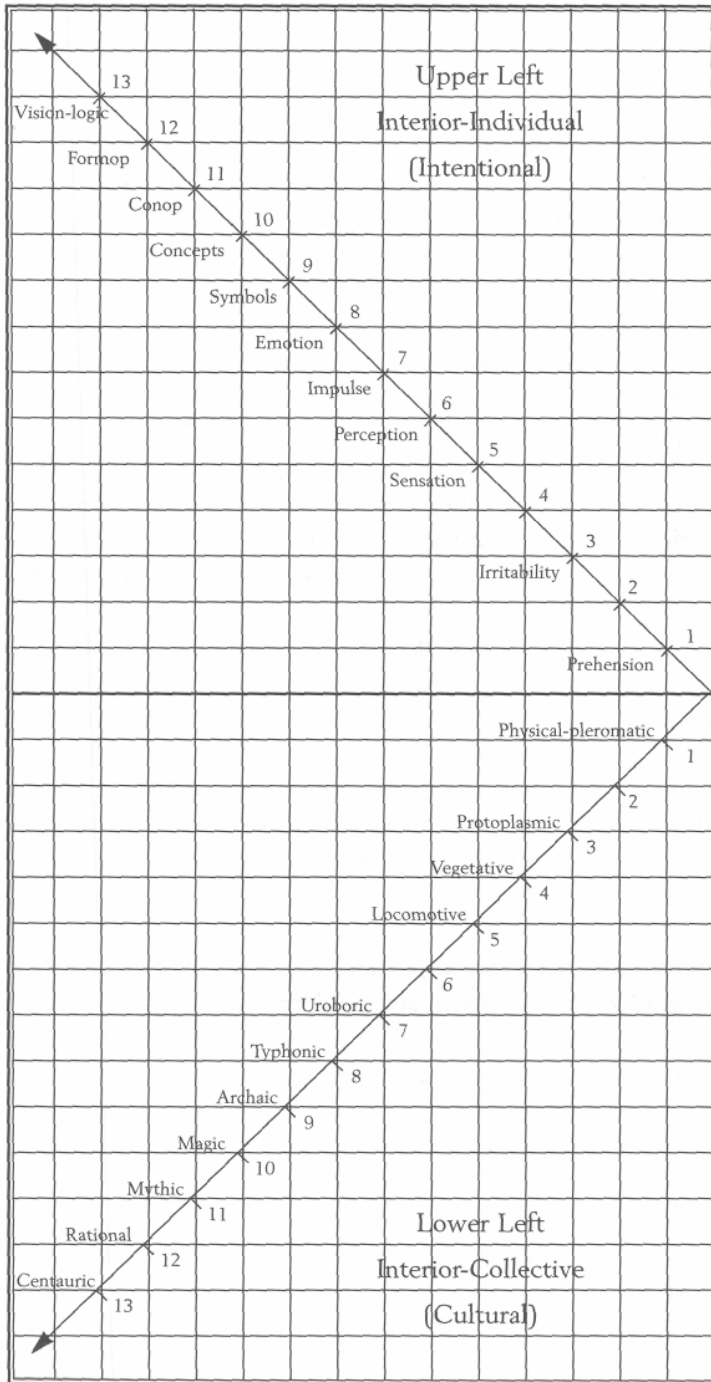 Upper Left
Interior-Individual
(Intentional)
13
Vision-logic
12
Formop
11
Conop
10
Concepts
9
Symbols
8
Emotion
7
Impulse
6
Perception
5
Sensation
4
3
Irritability
2
1
Prehension
Physical-pleromatic
1
2
Protoplasmic
3
Vegetative
4
Locomotive
5
6
Uroboric
7
Typhonic
8
Archaic
9
Magic
10
Mythic
11
Rational
12
Centauric
13
Lower Left
Interior-Collective
(Cultural)